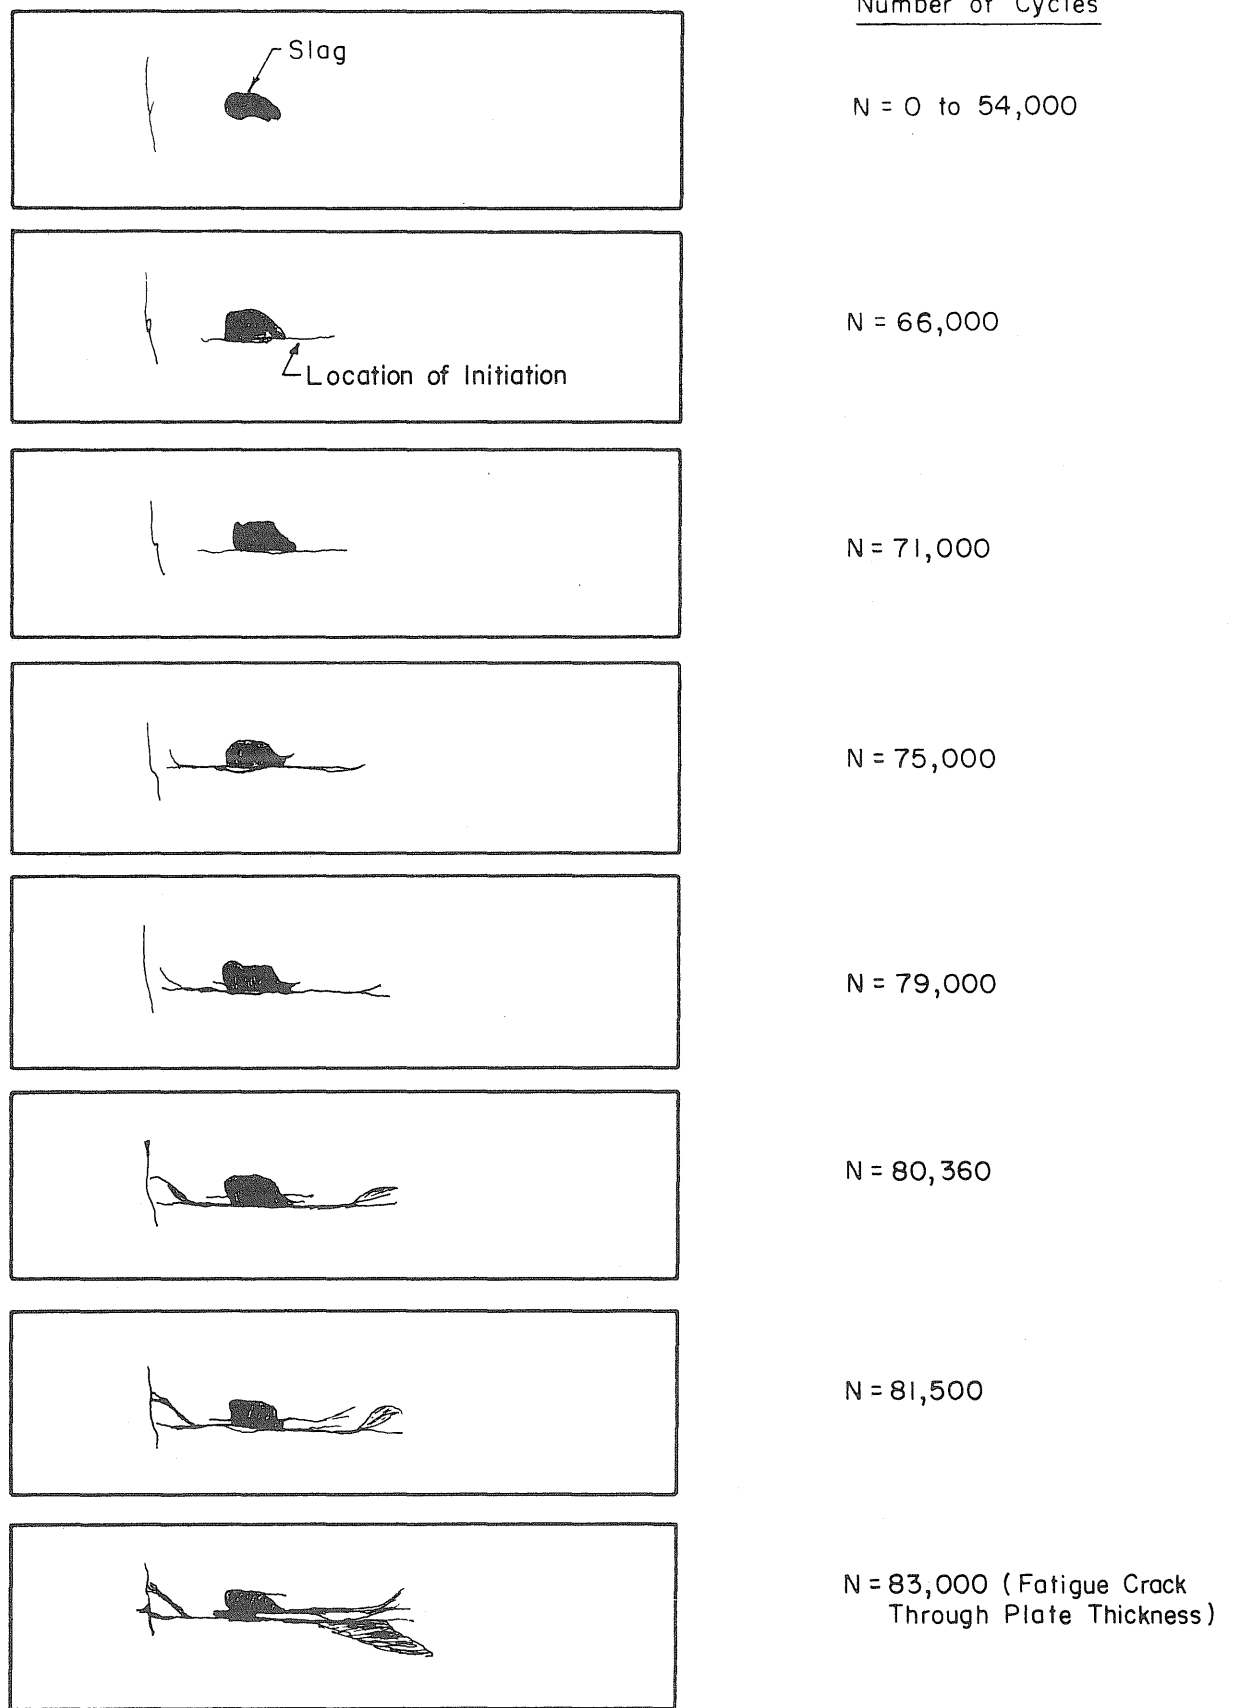 Number of Cycles
Slag
N = 0 to 54,000
N = 66,000
Location of Initiation
N = 71,000
N = 75,000
N = 79,000
N = 80,360
N = 81,500
N = 83,000 (Fatigue Crack
Through Plate Thickness)